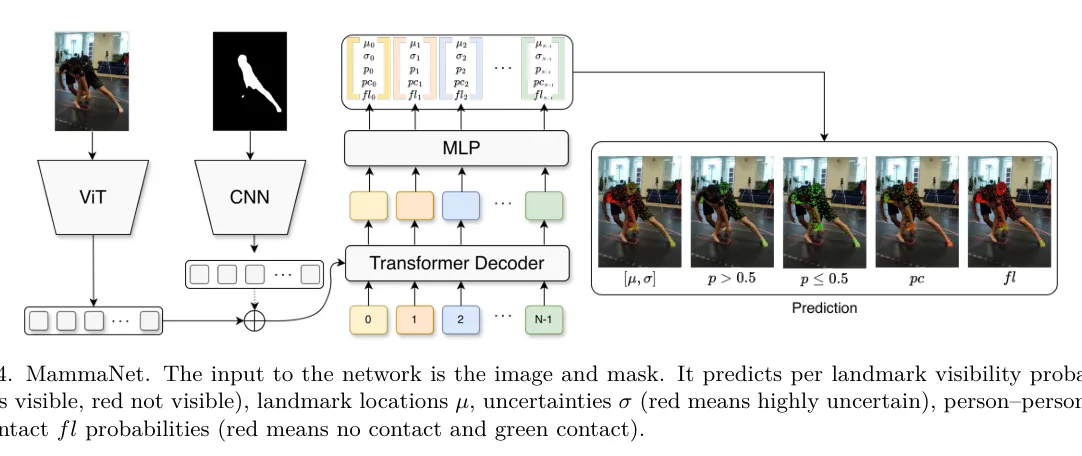 μ₀ μ₁ μ₂ μₙ₋₁
σ₀ σ₁ σ₂ ··· σₙ₋₁
p₀ p₁ p₂ pₙ₋₁
pc₀ pc₁ pc₂ pcₙ₋₁
fl₀ fl₁ fl₂ flₙ₋₁
MLP
ViT
CNN
···
Transformer Decoder
···
···
0 1 2 ··· N-1
[μ, σ] p > 0.5 p ≤ 0.5 pc fl
Prediction
4. MammaNet. The input to the network is the image and mask. It predicts per landmark visibility proba
s visible, red not visible), landmark locations μ, uncertainties σ (red means highly uncertain), person–person
ntact fl probabilities (red means no contact and green contact).